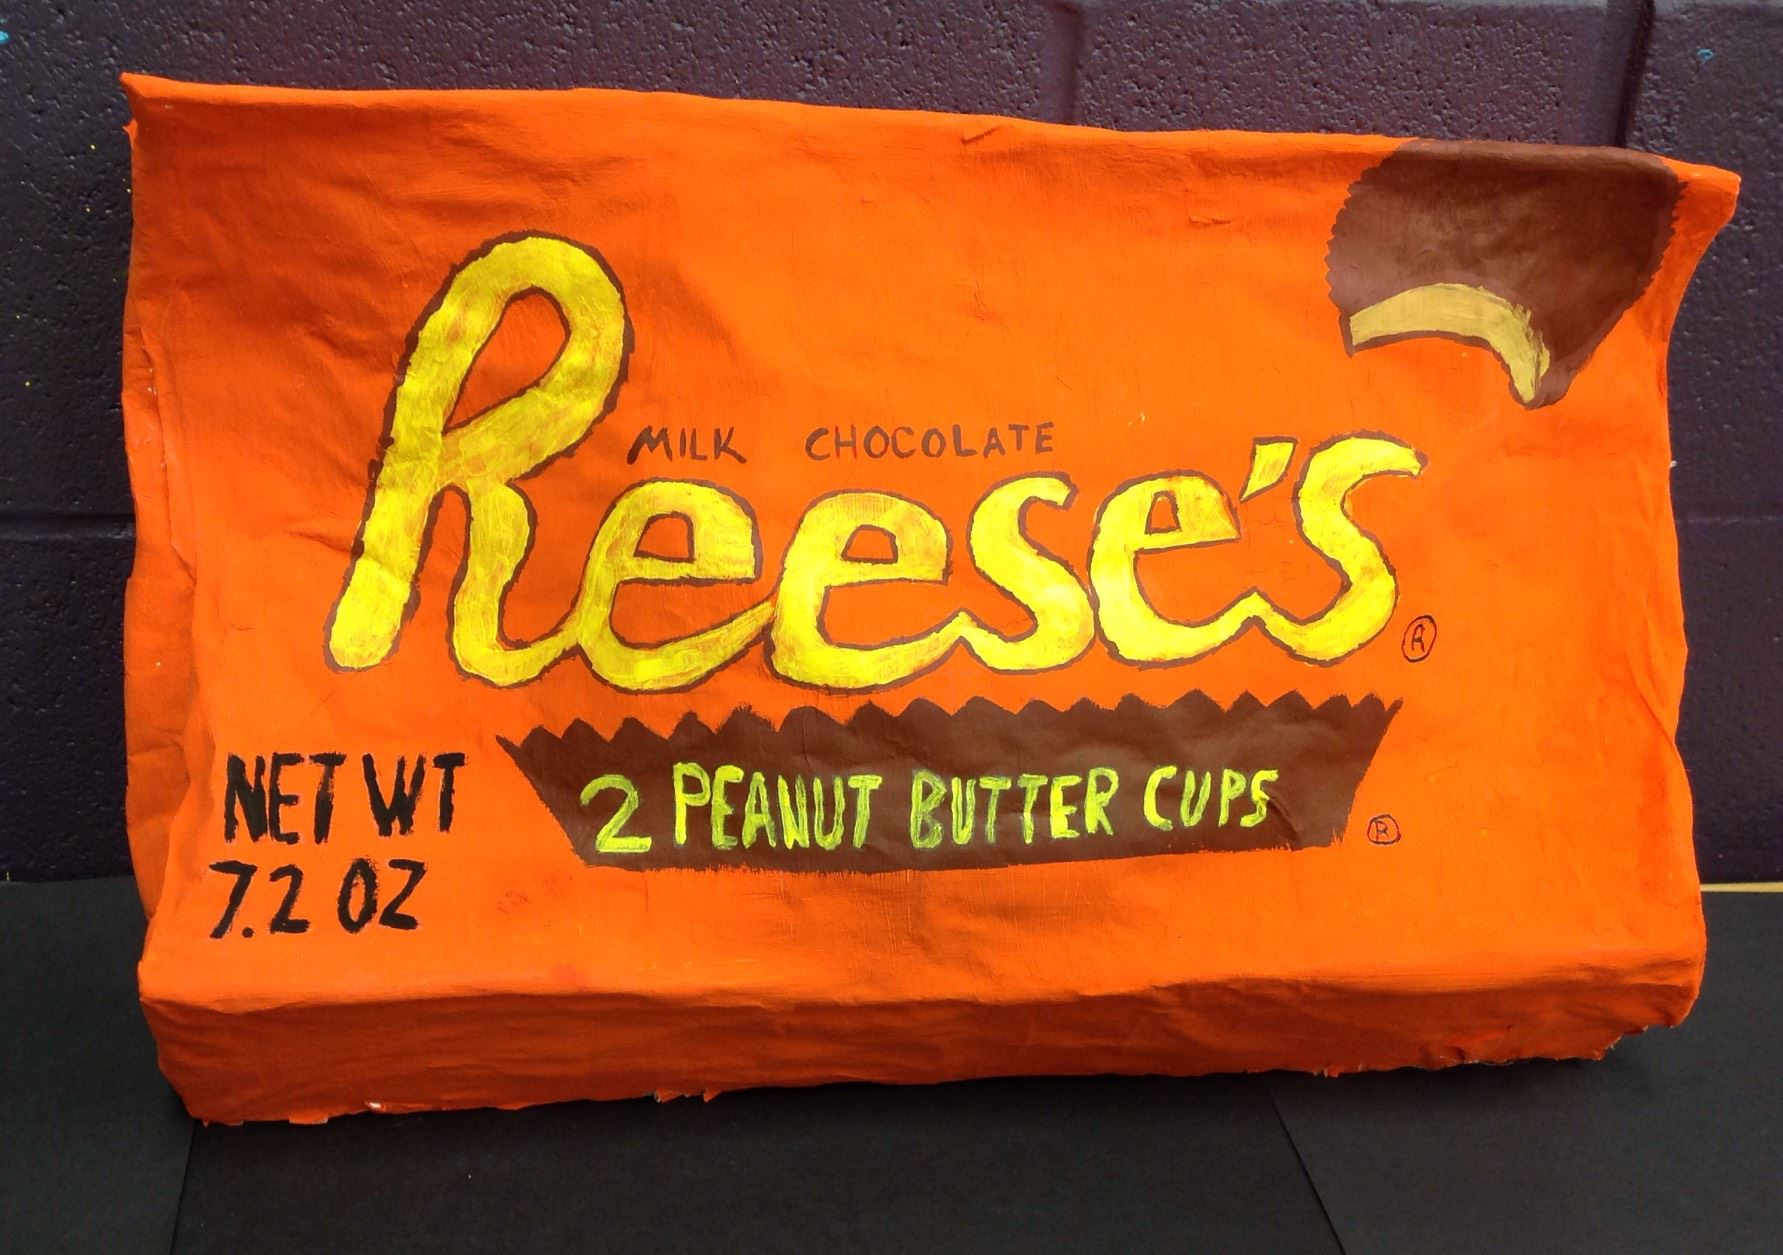 MILK CHOCOLATE
Reese's ®
2 PEANUT BUTTER CUPS ®
NET WT
7.2 OZ